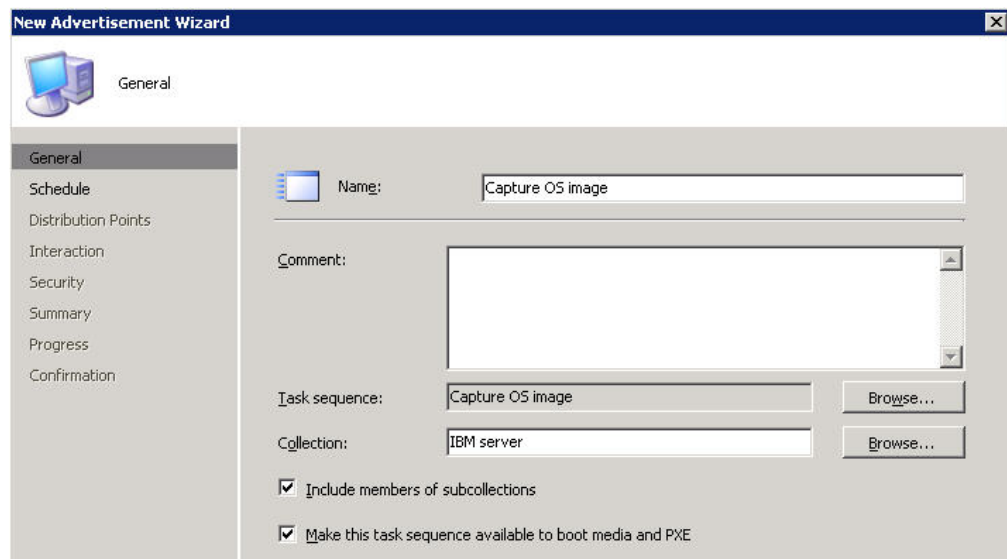 New Advertisement Wizard
General
General
Schedule
Distribution Points
Interaction
Security
Summary
Progress
Confirmation
Name: Capture OS image
Comment:
Task sequence: Capture OS image Browse...
Collection: IBM server Browse...
Include members of subcollections
Make this task sequence available to boot media and PXE